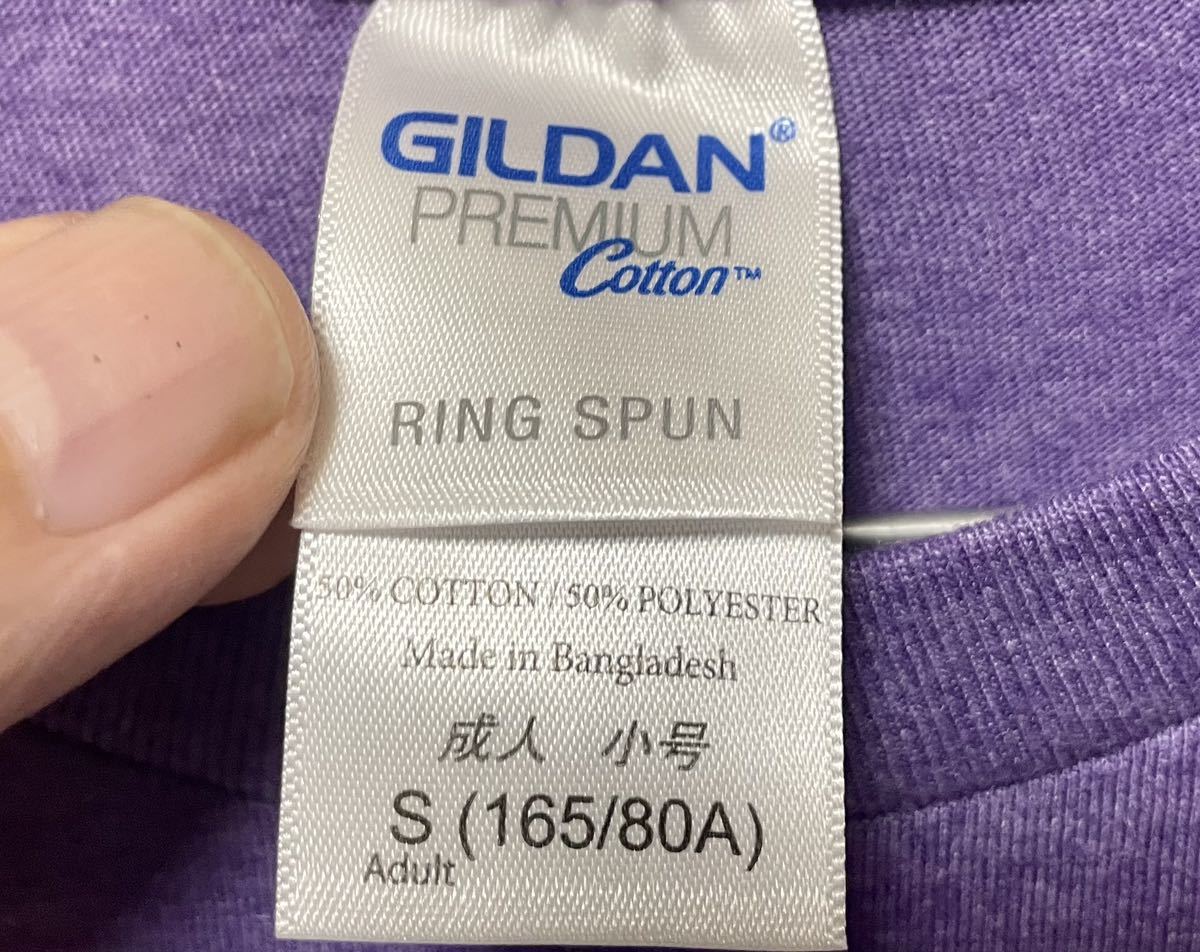 GILDAN®
PREMIUM
Cotton™
RING SPUN
50% COTTON / 50% POLYESTER
Made in Bangladesh
成人 小号
S (165/80A)
Adult